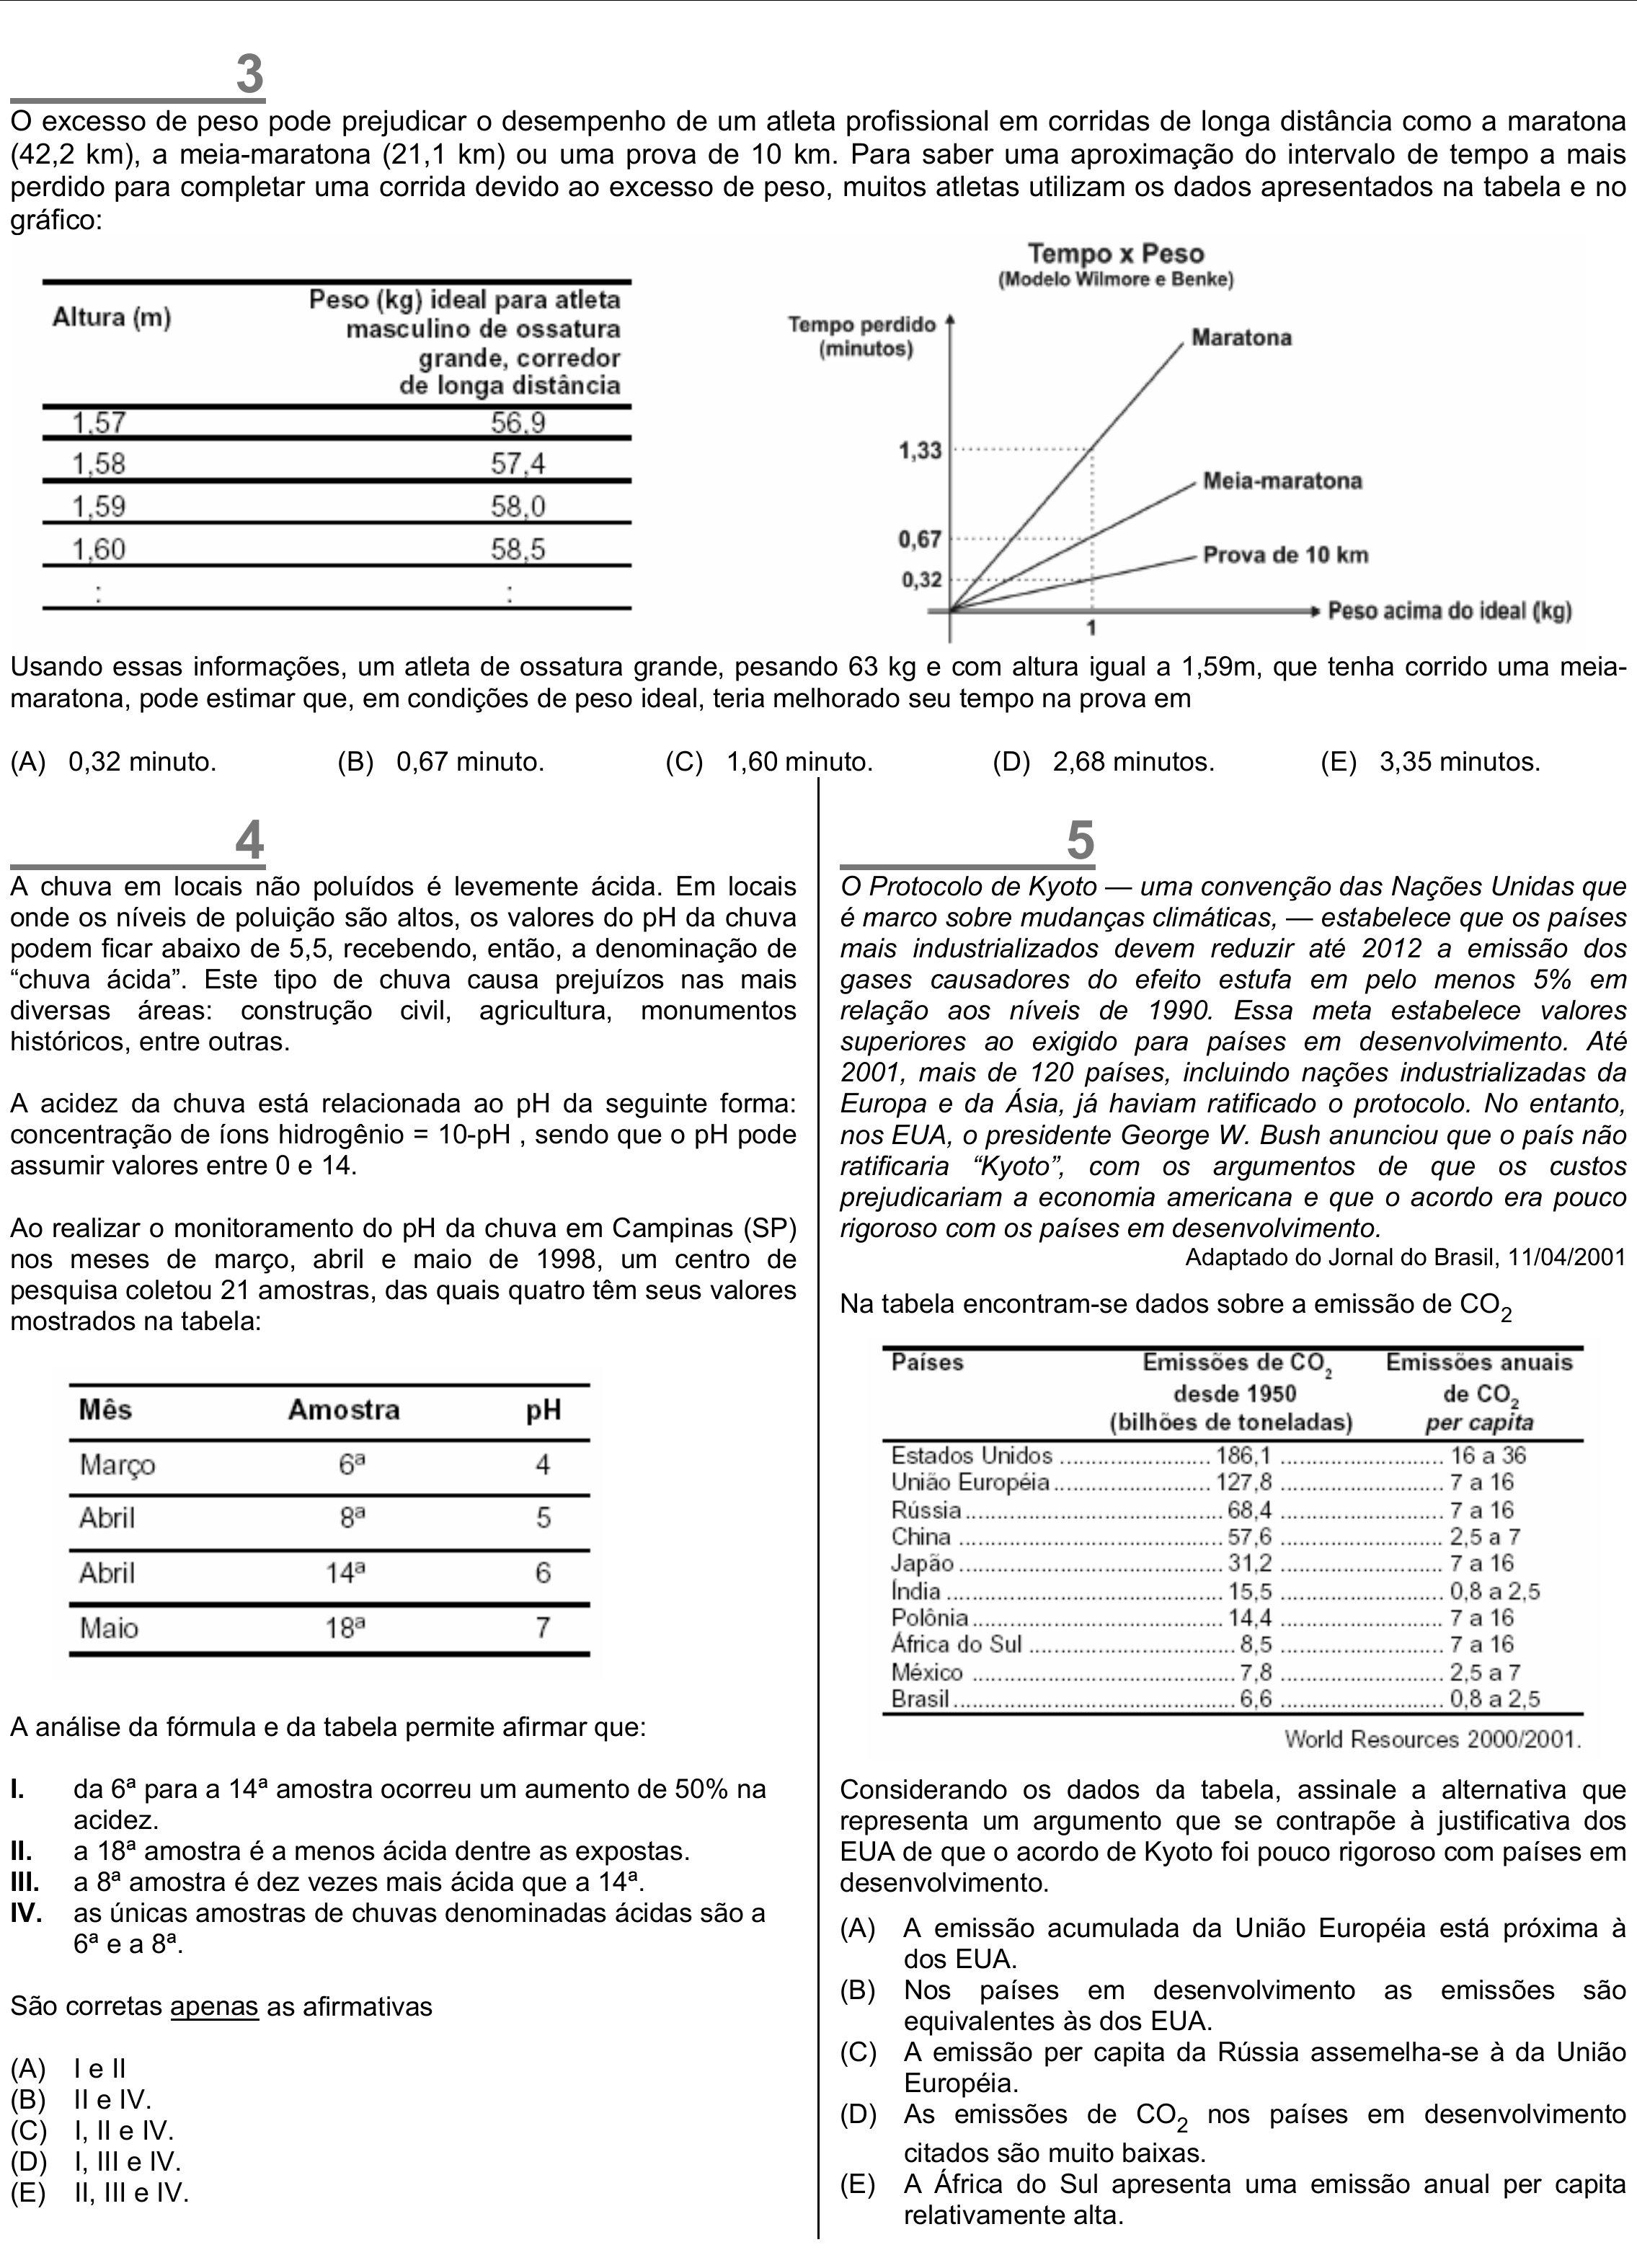 3
O excesso de peso pode prejudicar o desempenho de um atleta profissional em corridas de longa distância como a maratona
(42,2 km), a meia-maratona (21,1 km) ou uma prova de 10 km. Para saber uma aproximação do intervalo de tempo a mais
perdido para completar uma corrida devido ao excesso de peso, muitos atletas utilizam os dados apresentados na tabela e no
gráfico:
Altura (m)
Peso (kg) ideal para atleta
masculino de ossatura
grande, corredor
de longa distância
1,57 56,9
1,58 57,4
1,59 58,0
1,60 58,5
: :
Tempo x Peso
(Modelo Wilmore e Benke)
Tempo perdido
(minutos)
Maratona
1,33
Meia-maratona
0,67
Prova de 10 km
0,32
Peso acima do ideal (kg)
1
Usando essas informações, um atleta de ossatura grande, pesando 63 kg e com altura igual a 1,59m, que tenha corrido uma meia-
maratona, pode estimar que, em condições de peso ideal, teria melhorado seu tempo na prova em
(A) 0,32 minuto. (B) 0,67 minuto. (C) 1,60 minuto. (D) 2,68 minutos. (E) 3,35 minutos.
4
A chuva em locais não poluídos é levemente ácida. Em locais
onde os níveis de poluição são altos, os valores do pH da chuva
podem ficar abaixo de 5,5, recebendo, então, a denominação de
“chuva ácida”. Este tipo de chuva causa prejuízos nas mais
diversas áreas: construção civil, agricultura, monumentos
históricos, entre outras.
A acidez da chuva está relacionada ao pH da seguinte forma:
concentração de íons hidrogênio = 10-pH , sendo que o pH pode
assumir valores entre 0 e 14.
Ao realizar o monitoramento do pH da chuva em Campinas (SP)
nos meses de março, abril e maio de 1998, um centro de
pesquisa coletou 21 amostras, das quais quatro têm seus valores
mostrados na tabela:
Mês Amostra pH
Março 6ª 4
Abril 8ª 5
Abril 14ª 6
Maio 18ª 7
A análise da fórmula e da tabela permite afirmar que:
I. da 6ª para a 14ª amostra ocorreu um aumento de 50% na
acidez.
II. a 18ª amostra é a menos ácida dentre as expostas.
III. a 8ª amostra é dez vezes mais ácida que a 14ª.
IV. as únicas amostras de chuvas denominadas ácidas são a
6ª e a 8ª.
São corretas apenas as afirmativas
(A) I e II
(B) II e IV.
(C) I, II e IV.
(D) I, III e IV.
(E) II, III e IV.
5
O Protocolo de Kyoto — uma convenção das Nações Unidas que
é marco sobre mudanças climáticas, — estabelece que os países
mais industrializados devem reduzir até 2012 a emissão dos
gases causadores do efeito estufa em pelo menos 5% em
relação aos níveis de 1990. Essa meta estabelece valores
superiores ao exigido para países em desenvolvimento. Até
2001, mais de 120 países, incluindo nações industrializadas da
Europa e da Ásia, já haviam ratificado o protocolo. No entanto,
nos EUA, o presidente George W. Bush anunciou que o país não
ratificaria “Kyoto”, com os argumentos de que os custos
prejudicariam a economia americana e que o acordo era pouco
rigoroso com os países em desenvolvimento.
Adaptado do Jornal do Brasil, 11/04/2001
Na tabela encontram-se dados sobre a emissão de CO2
Países Emissões de CO2 Emissões anuais
desde 1950 de CO2
(bilhões de toneladas) per capita
Estados Unidos ....................... 186,1 ......................... 16 a 36
União Européia ......................... 127,8 ......................... 7 a 16
Rússia ....................................... 68,4 ......................... 7 a 16
China ........................................ 57,6 ......................... 2,5 a 7
Japão ........................................ 31,2 ......................... 7 a 16
Índia .......................................... 15,5 ......................... 0,8 a 2,5
Polônia ...................................... 14,4 ......................... 7 a 16
África do Sul ............................... 8,5 ......................... 7 a 16
México ........................................ 7,8 ......................... 2,5 a 7
Brasil ........................................... 6,6 ......................... 0,8 a 2,5
World Resources 2000/2001.
Considerando os dados da tabela, assinale a alternativa que
representa um argumento que se contrapõe à justificativa dos
EUA de que o acordo de Kyoto foi pouco rigoroso com países em
desenvolvimento.
(A) A emissão acumulada da União Européia está próxima à
dos EUA.
(B) Nos países em desenvolvimento as emissões são
equivalentes às dos EUA.
(C) A emissão per capita da Rússia assemelha-se à da União
Européia.
(D) As emissões de CO2 nos países em desenvolvimento
citados são muito baixas.
(E) A África do Sul apresenta uma emissão anual per capita
relativamente alta.